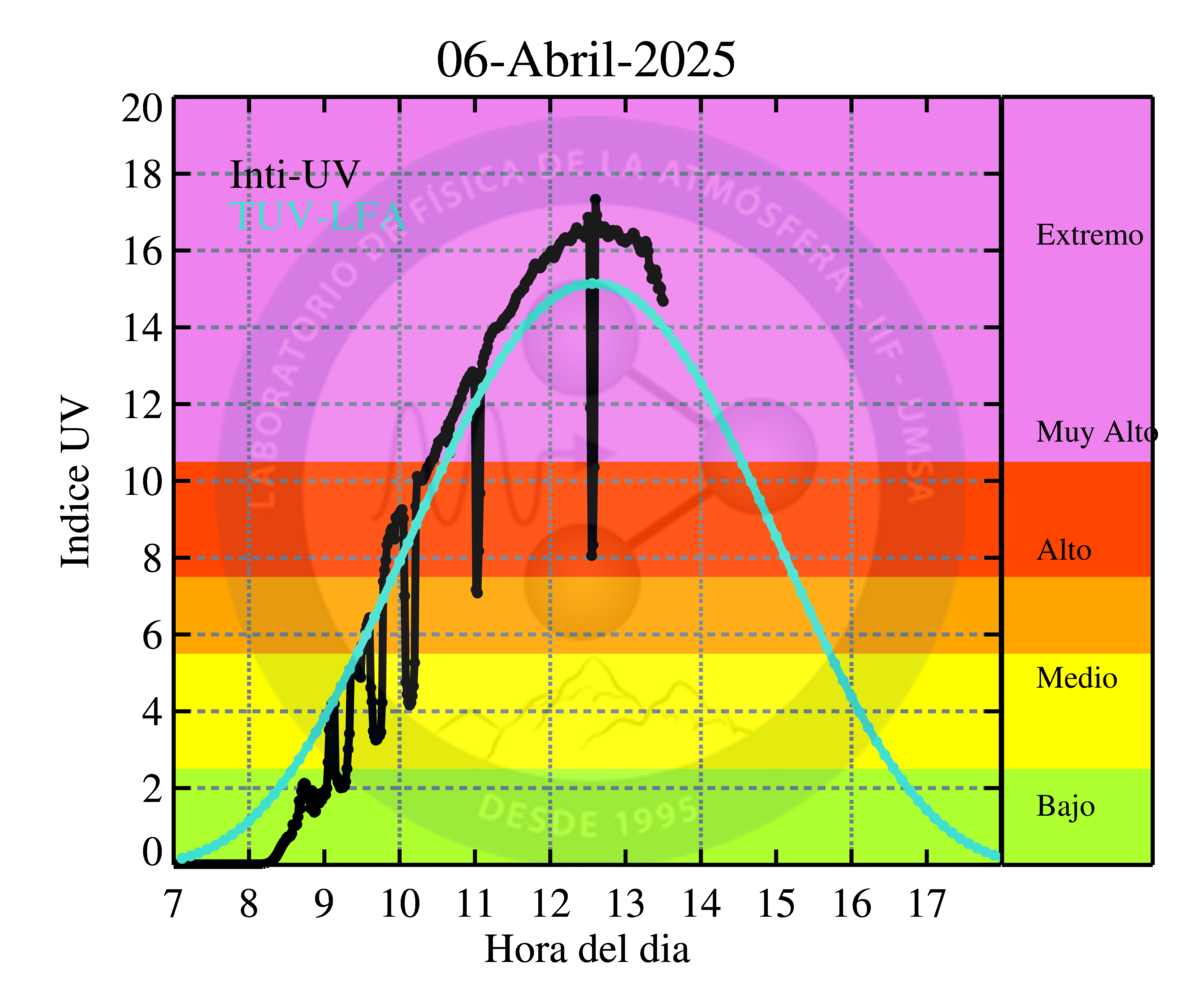 06-Abril-2025
20
18
16
14
12
10
8
6
4
2
0
Indice UV
Inti-UV
TUV-LFA
LABORATORIO DE FÍSICA DE LA ATMÓSFERA - IIF - UMSA
DESDE 1995
Extremo
Muy Alto
Alto
Medio
Bajo
7 8 9 10 11 12 13 14 15 16 17
Hora del dia